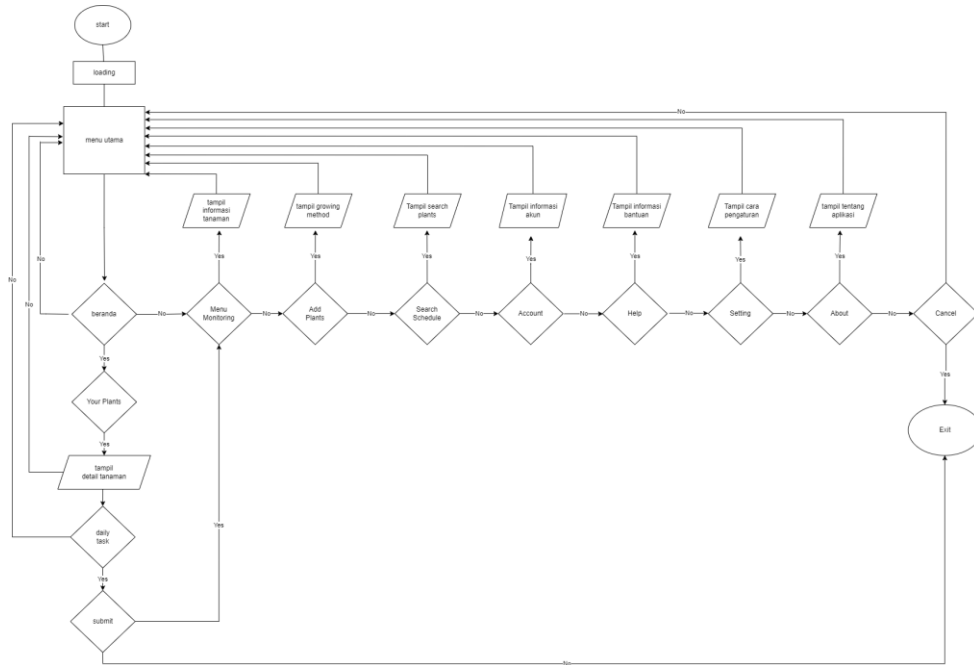 start
loading
menu utama
No
tampil
informasi
tanaman
tampil growing
method
Tampil search
plants
Tampil informasi
akun
Tampil informasi
bantuan
Tampil cara
pengaturan
tampil tentang
aplikasi
Yes
Yes
Yes
Yes
Yes
Yes
Yes
No
No
No
beranda
No
Menu
Monitoring
No
Add
Plants
No
Search
Schedule
No
Account
No
Help
No
Setting
No
About
No
Cancel
Yes
Yes
Your Plants
Exit
Yes
tampil
detail tanaman
Yes
daily
task
Yes
submit
No